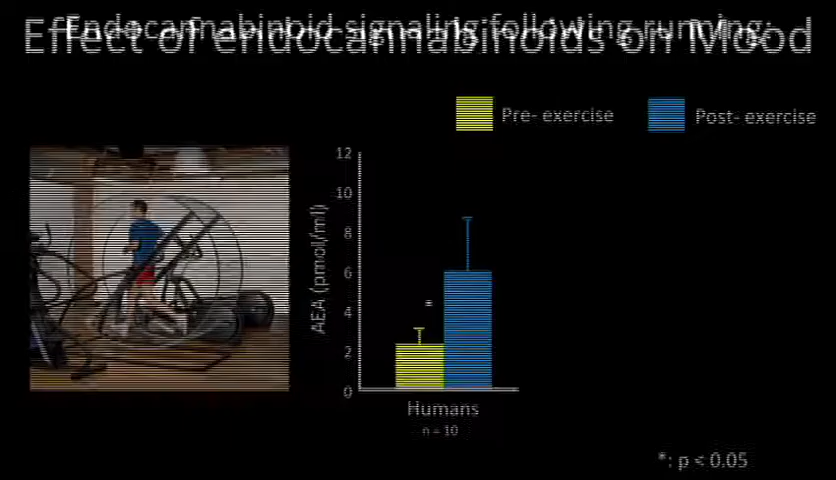 Endocannabinoid signaling following running:
Effect of endocannabinoids on Mood
Pre- exercise
Post- exercise
12
10
8
6
4
2
0
AEA (pmol/ml)
*
Humans
n = 10
*: p < 0.05